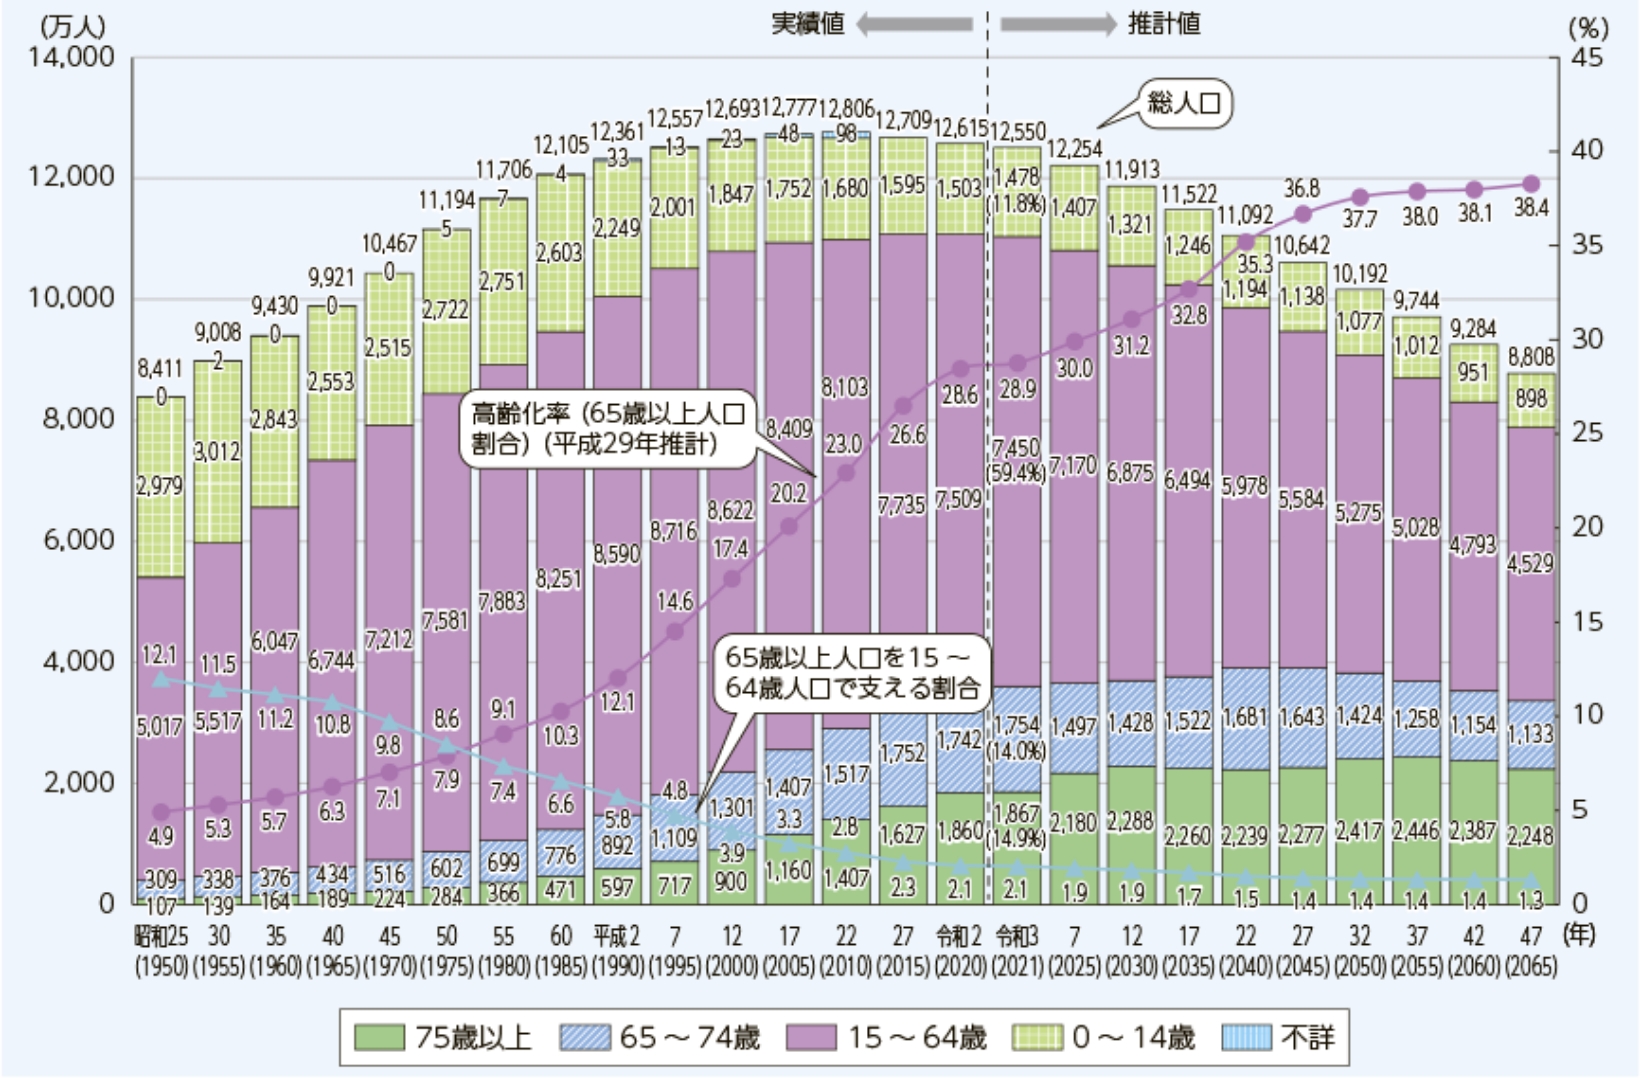 (万人)
実績値
推計値
(%)
14,000
12,000
10,000
8,000
6,000
4,000
2,000
0
45
40
35
30
25
20
15
10
5
0
総人口
高齢化率（65歳以上人口
割合）(平成29年推計)
65歳以上人口を15～
64歳人口で支える割合
8,411 9,008 9,430 9,921 10,467 11,194 11,706 12,105 12,361 12,557 12,693 12,777 12,806 12,709 12,615 12,550 12,254 11,913 11,522 11,092 10,642 10,192 9,744 9,284 8,808
0 2 0 0 0 5 7 4 33 13 23 48 98
2,979 3,012 2,843 2,553 2,515 2,722 2,751 2,603 2,249 2,001 1,847 1,752 1,680 1,595 1,503 1,478 1,407 1,321 1,246 1,194 1,138 1,077 1,012 951 898
(11.8%)
5,017 5,517 6,047 6,744 7,212 7,581 7,883 8,251 8,590 8,716 8,622 8,409 8,103 7,735 7,509 7,450 7,170 6,875 6,494 5,978 5,584 5,275 5,028 4,793 4,529
(59.4%)
309 338 376 434 516 602 699 776 892 1,109 1,301 1,407 1,517 1,752 1,742 1,754 1,497 1,428 1,522 1,681 1,643 1,424 1,258 1,154 1,133
(14.0%)
107 139 164 189 224 284 366 471 597 717 900 1,160 1,407 1,627 1,860 1,867 2,180 2,288 2,260 2,239 2,277 2,417 2,446 2,387 2,248
(14.9%)
4.9 5.3 5.7 6.3 7.1 7.9 9.1 10.3 12.1 14.6 17.4 20.2 23.0 26.6 28.6 28.9 30.0 31.2 32.8 35.3 36.8 37.7 38.0 38.1 38.4
12.1 11.5 11.2 10.8 9.8 8.6 7.4 6.6 5.8 4.8 3.9 3.3 2.8 2.3 2.1 2.1 1.9 1.9 1.7 1.5 1.4 1.4 1.4 1.4 1.3
昭和25 30 35 40 45 50 55 60 平成2 7 12 17 22 27 令和2 令和3 7 12 17 22 27 32 37 42 47 (年)
(1950) (1955) (1960) (1965) (1970) (1975) (1980) (1985) (1990) (1995) (2000) (2005) (2010) (2015) (2020) (2021) (2025) (2030) (2035) (2040) (2045) (2050) (2055) (2060) (2065)
75歳以上 65～74歳 15～64歳 0～14歳 不詳